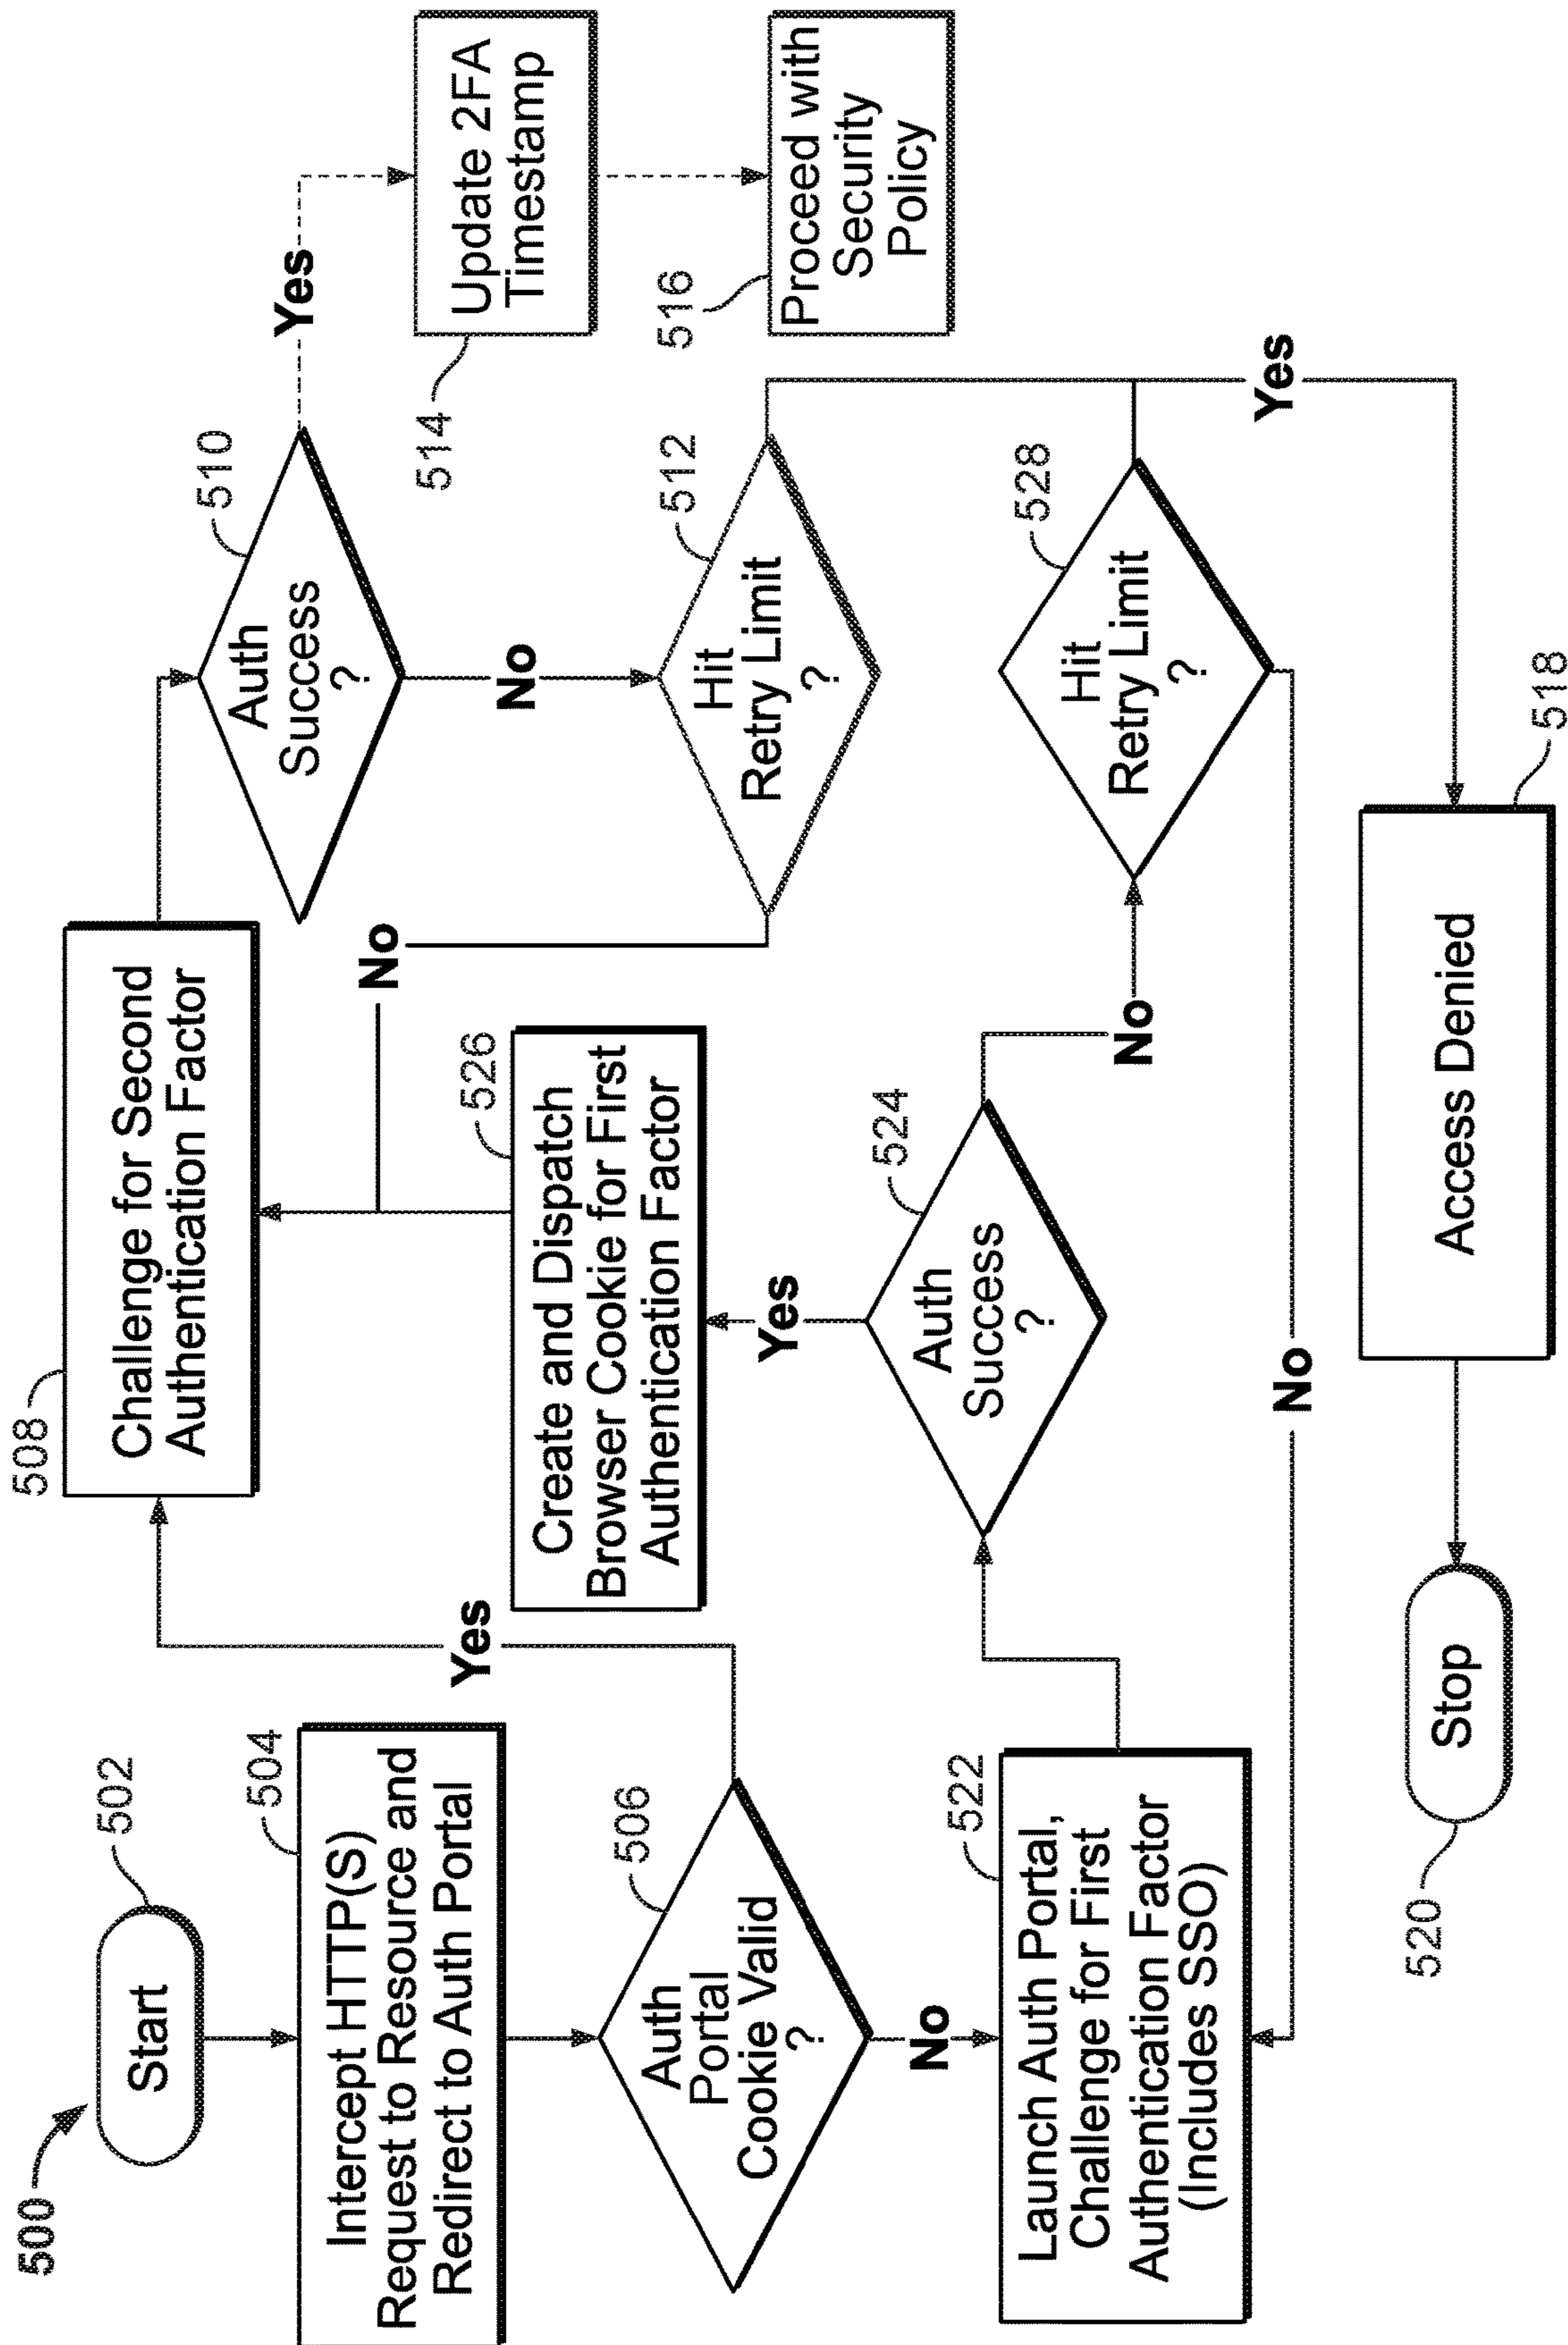 500
Start
502
Intercept HTTP(S)
Request to Resource and
Redirect to Auth Portal
504
Auth
Portal
Cookie Valid
?
506
Yes
No
Challenge for Second
Authentication Factor
508
Auth
Success
?
510
Yes
No
Update 2FA
Timestamp
514
Proceed with
Security
Policy
516
Hit
Retry Limit
?
512
No
Launch Auth Portal,
Challenge for First
Authentication Factor
(Includes SSO)
522
Auth
Success
?
524
Yes
No
Create and Dispatch
Browser Cookie for First
Authentication Factor
526
Hit
Retry Limit
?
528
Yes
No
Access Denied
518
Stop
520